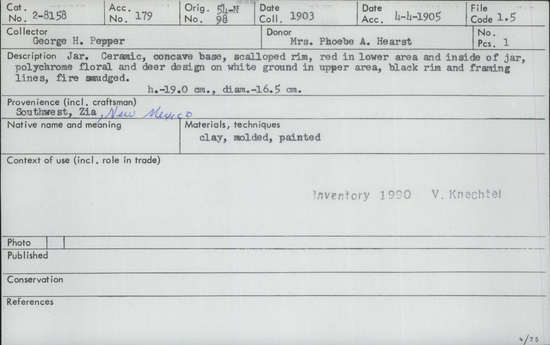 Cat. No. 2-8158 Acc. No. 179 Orig. No. 54-N 98 Date Coll. 1903 Date Acc. 4-4-1905 File Code 1.5
Collector George H. Pepper Donor Mrs. Phoebe A. Hearst No. Pcs. 1
Description Jar. Ceramic, concave base, scalloped rim, red in lower area and inside of jar,
polychrome floral and deer design on white ground in upper area, black rim and framing
lines, fire smudged.
h.-19.0 cm., diam.-16.5 cm.
Provenience (incl. craftsman)
Southwest, Zia, New Mexico
Native name and meaning Materials, techniques
clay, molded, painted
Context of use (incl. role in trade)
Inventory 1990 V. Knechtel
Photo
Published
Conservation
References